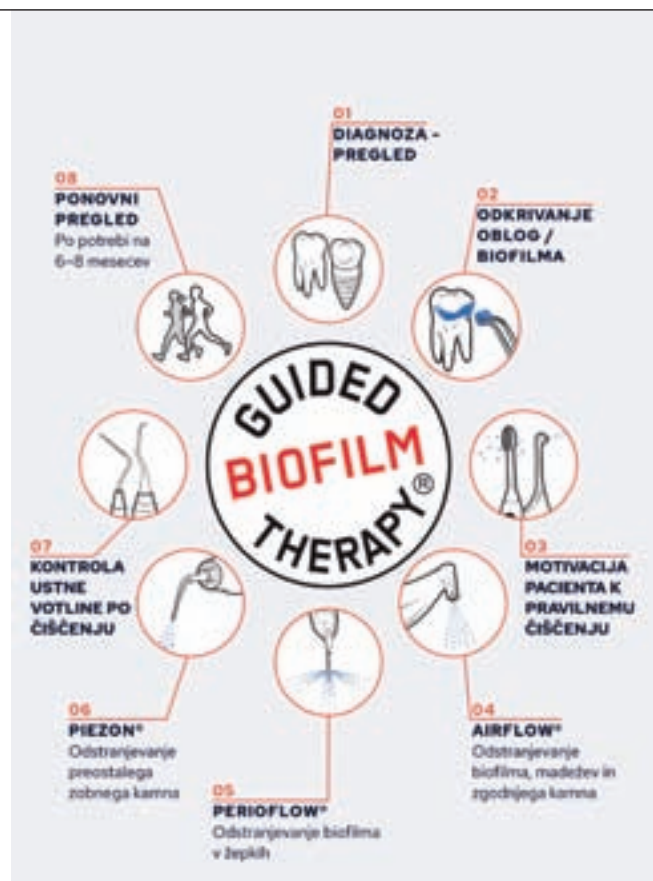 01
DIAGNOZA -
PREGLED
02
ODKRIVANJE
OBLOG /
BIOFILMA
03
MOTIVACIJA
PACIENTA K
PRAVILNEMU
ČIŠČENJU
04
AIRFLOW®
Odstranjevanje
biofilma, madežev in
zgodnjega kamna
05
PERIOFLOW®
Odstranjevanje biofilma
v žepkih
06
PIEZON®
Odstranjevanje
preostalega
zobnega kamna
07
KONTROLA
USTNE
VOTLINE PO
ČIŠČENJU
08
PONOVNI
PREGLED
Po potrebi na
6–8 mesecev
GUIDED
BIOFILM
THERAPY®